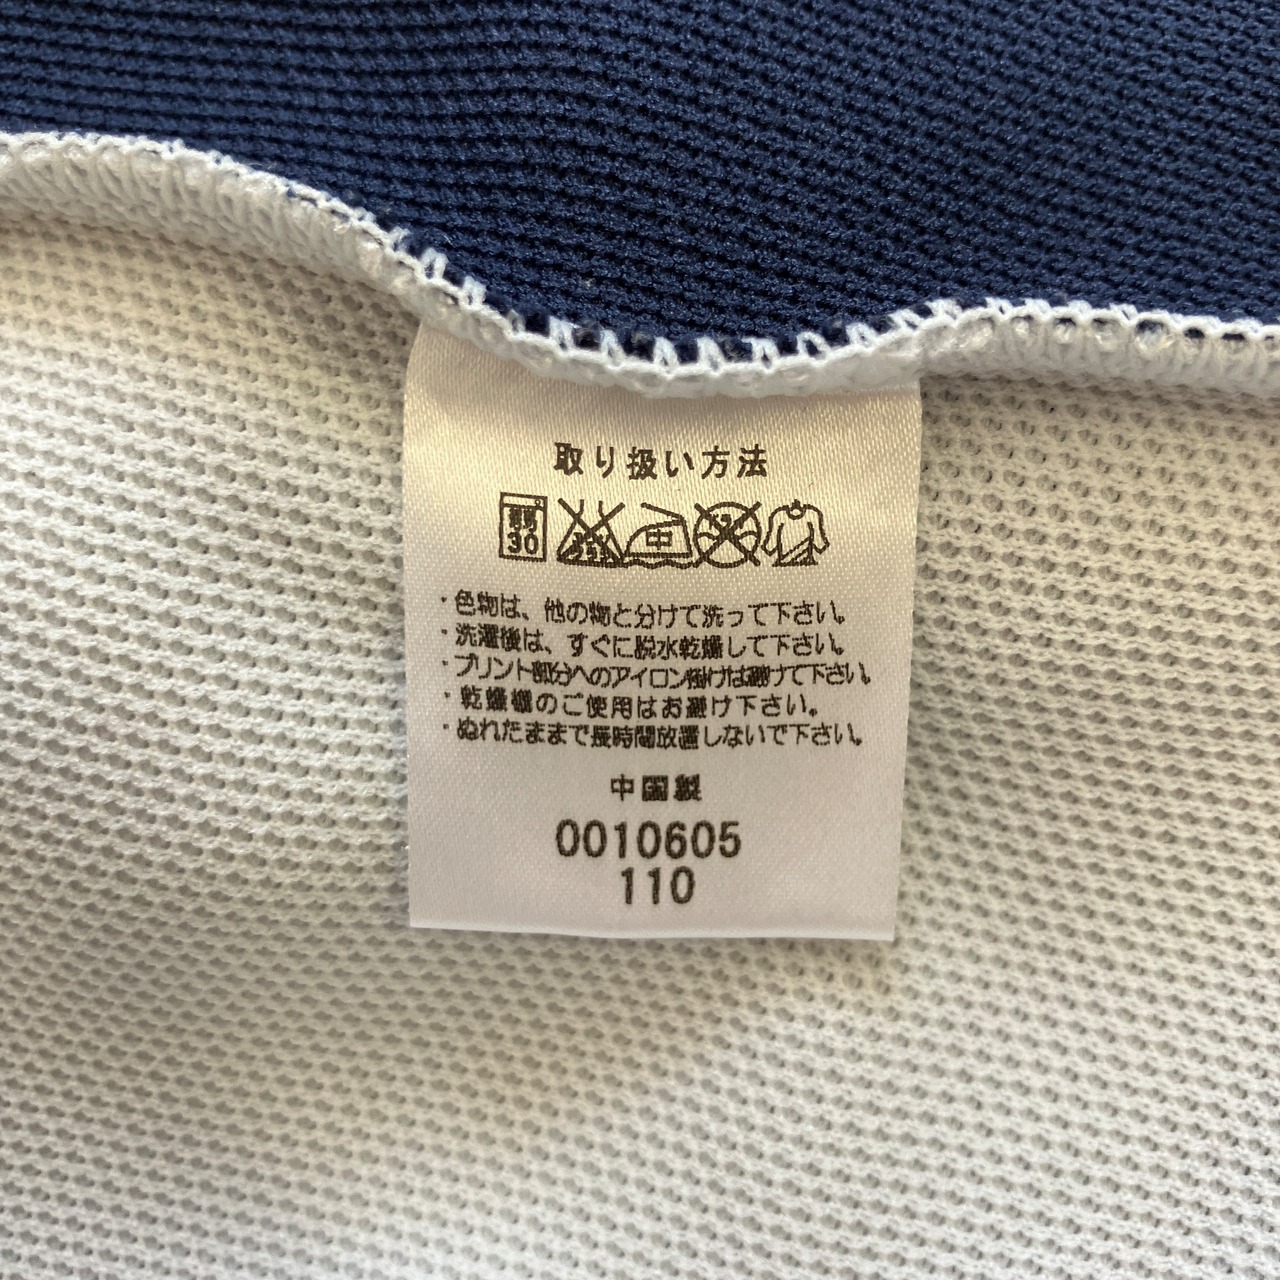 取り扱い方法
弱
30
中
・色物は、他の物と分けて洗って下さい。
・洗濯後は、すぐに脱水乾燥して下さい。
・プリント部分へのアイロン掛けは避けて下さい。
・乾燥機のご使用はお避け下さい。
・ぬれたままで長時間放置しないで下さい。
中国製
0010605
110